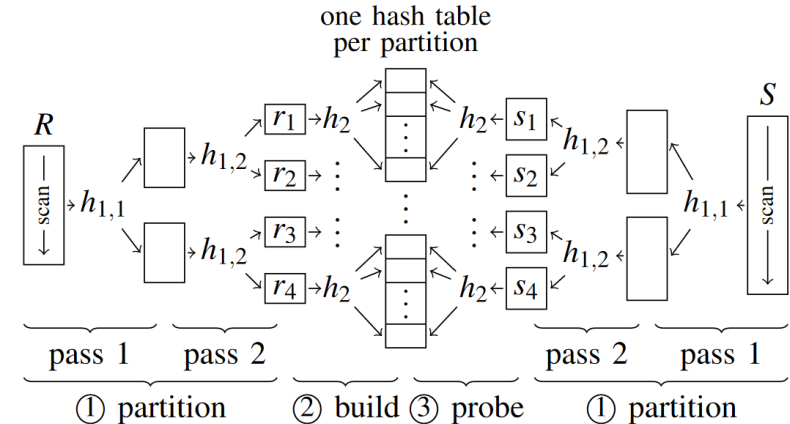 one hash table
per partition
R
scan
h1,1
h1,2
h1,2
r1
r2
r3
r4
h2
⋮
⋮
h2
⋮
⋮
⋮
h2
⋮
⋮
h2
s1
s2
s3
s4
h1,2
h1,2
h1,1
S
scan
pass 1
pass 2
pass 2
pass 1
① partition
② build
③ probe
① partition